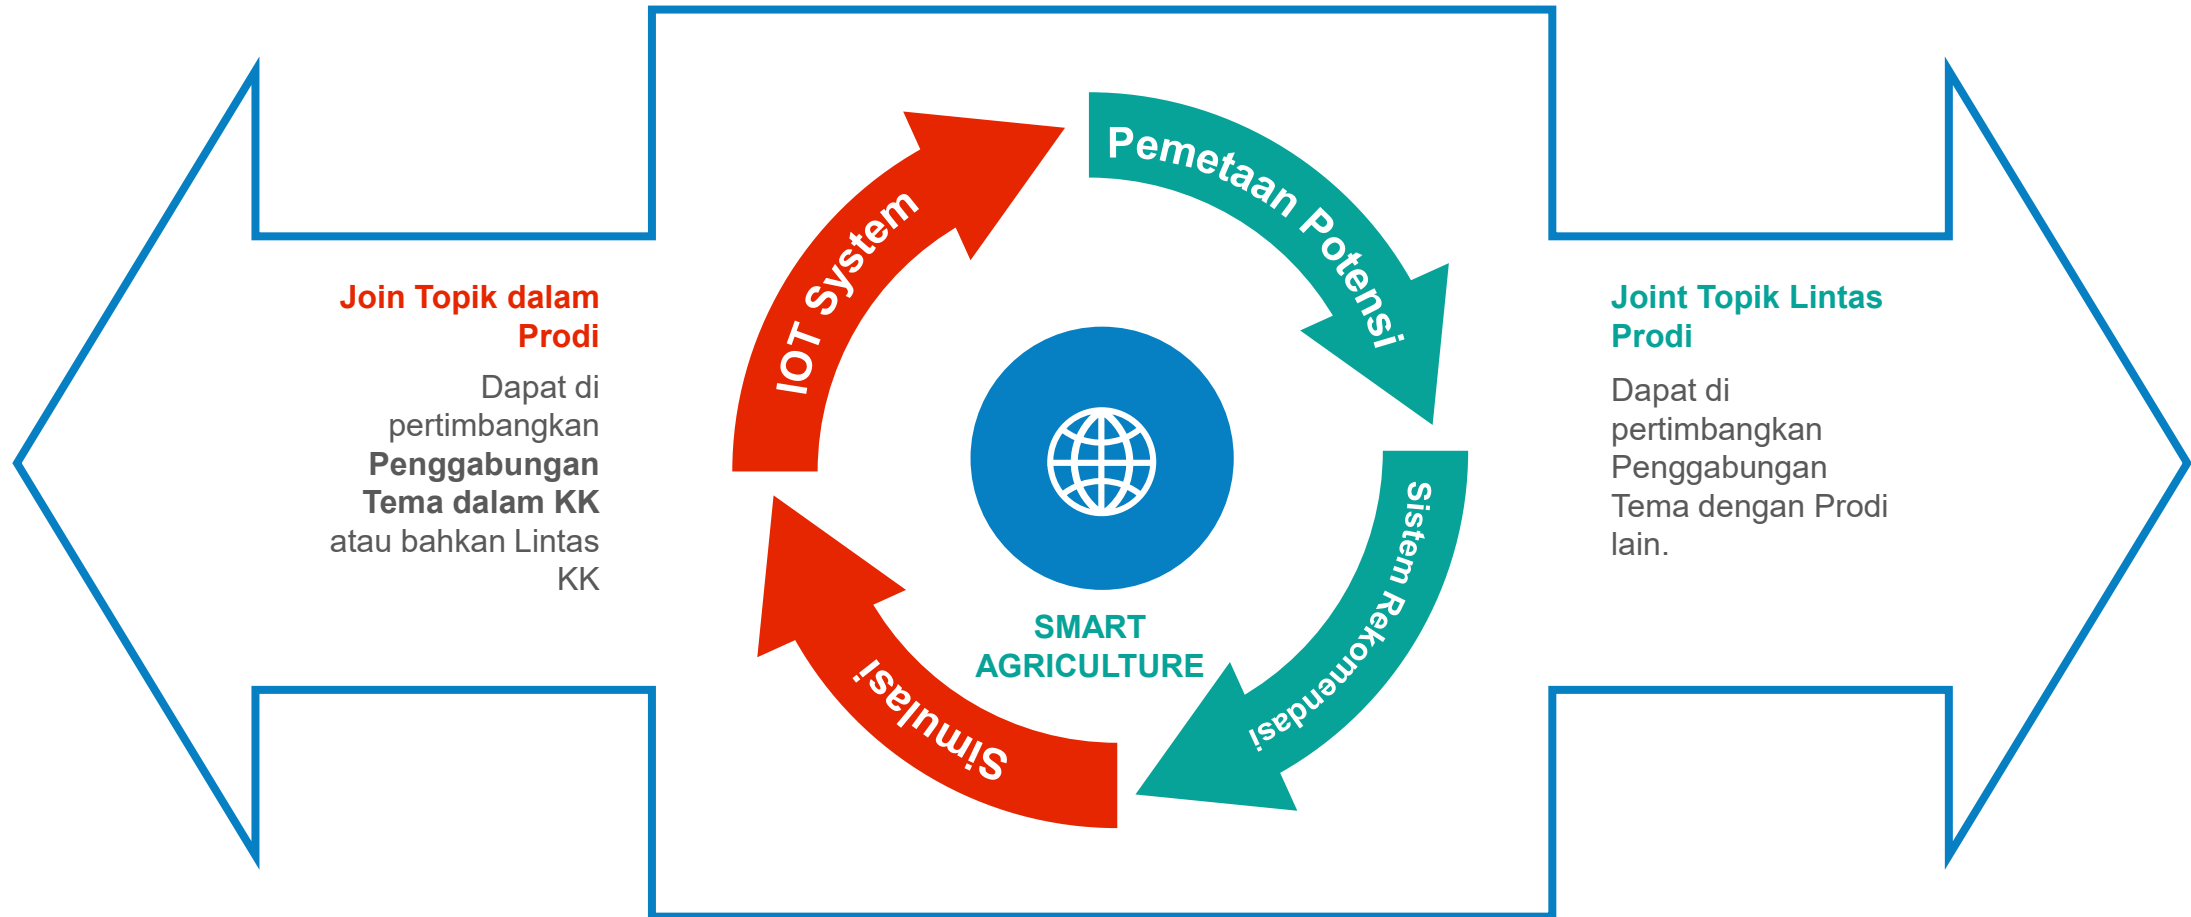 Join Topik dalam
Prodi
Dapat di
pertimbangkan
Penggabungan
Tema dalam KK
atau bahkan Lintas
KK
IOT System
Pemetaan Potensi
Sistem Rekomendasi
Simulasi
SMART
AGRICULTURE
Joint Topik Lintas
Prodi
Dapat di
pertimbangkan
Penggabungan
Tema dengan Prodi
lain.